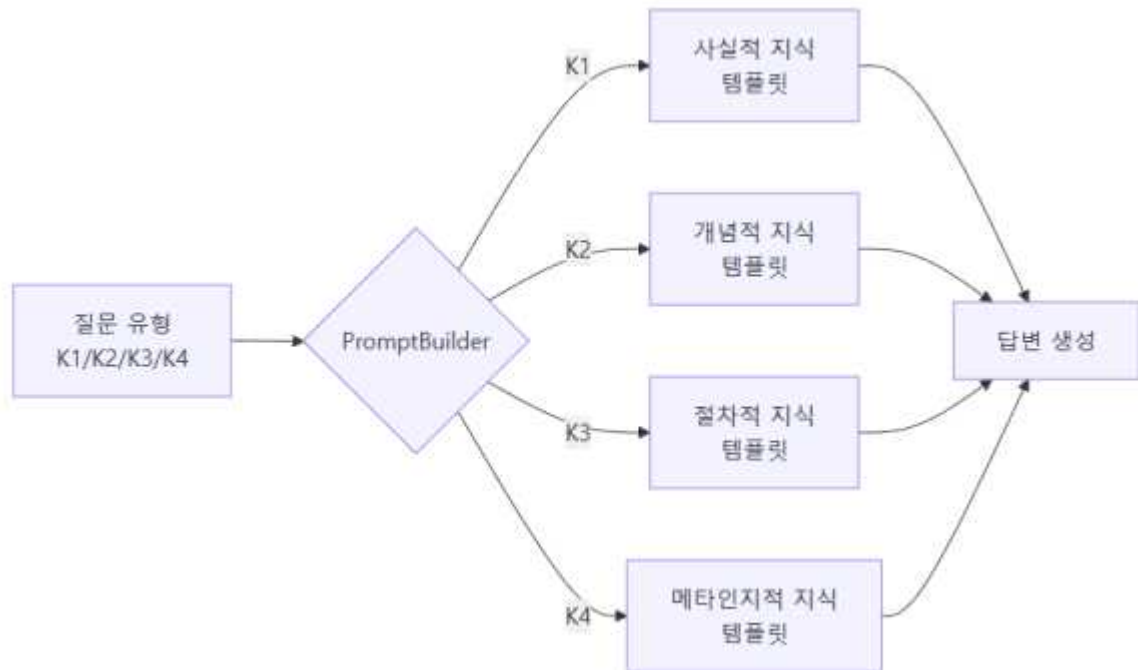 질문 유형
K1/K2/K3/K4
PromptBuilder
K1
사실적 지식
템플릿
K2
개념적 지식
템플릿
K3
절차적 지식
템플릿
K4
메타인지적 지식
템플릿
답변 생성